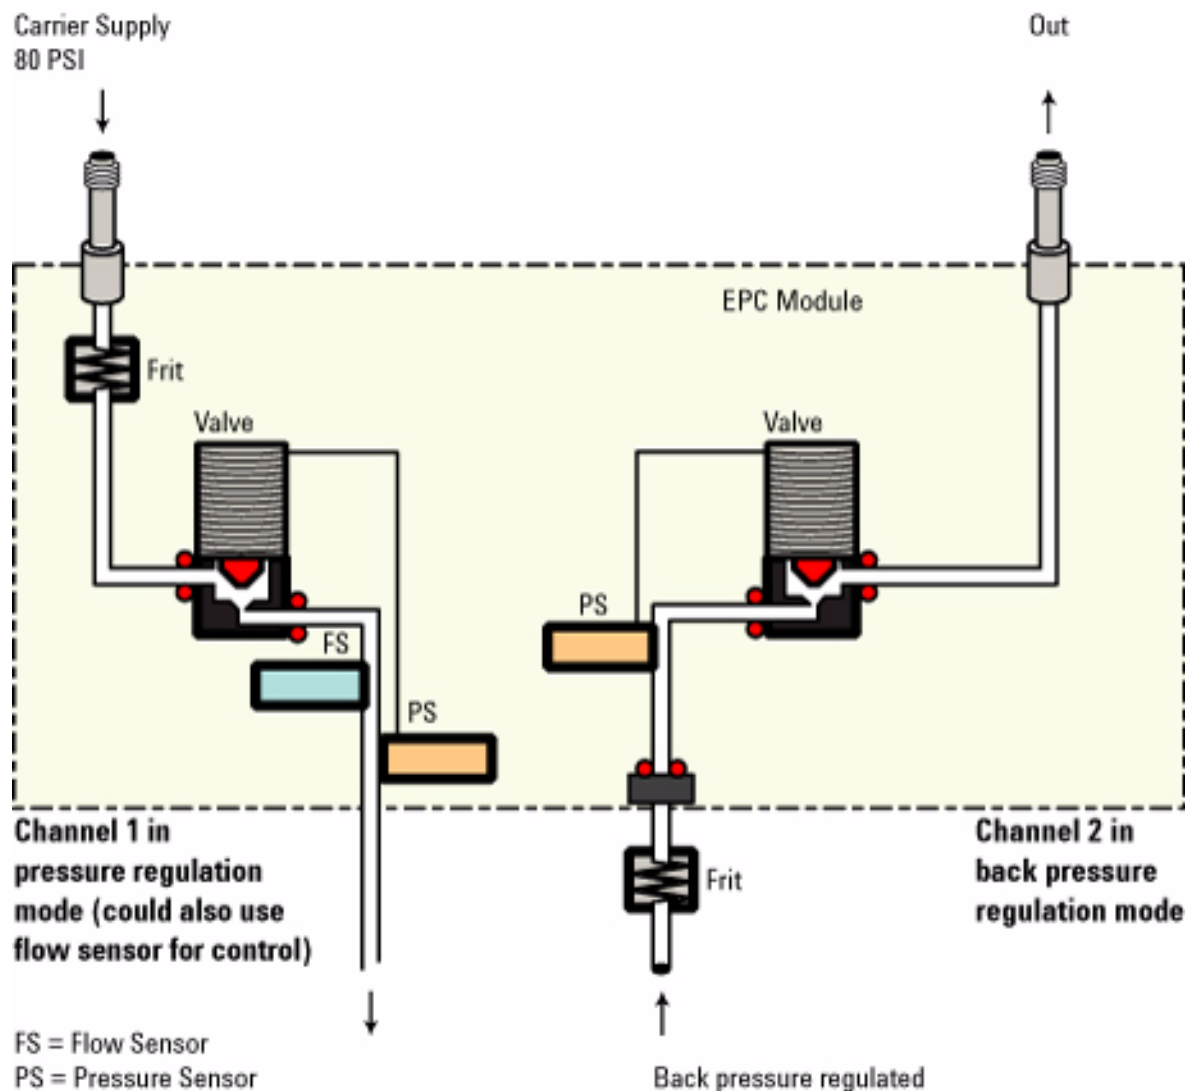 Carrier Supply
80 PSI
Out
EPC Module
Frit
Valve
Valve
PS
FS
PS
Channel 1 in
pressure regulation
mode (could also use
flow sensor for control)
Channel 2 in
back pressure
regulation mode
Frit
FS = Flow Sensor
PS = Pressure Sensor
Back pressure regulated